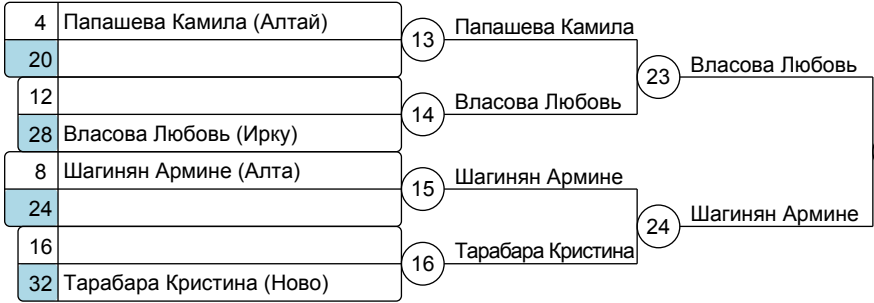 4 Папашева Камила (Алтай)
20
13 Папашева Камила
12
28 Власова Любовь (Ирку)
14 Власова Любовь
23 Власова Любовь
8 Шагинян Армине (Алта)
24
15 Шагинян Армине
16
32 Тарабара Кристина (Ново)
16 Тарабара Кристина
24 Шагинян Армине